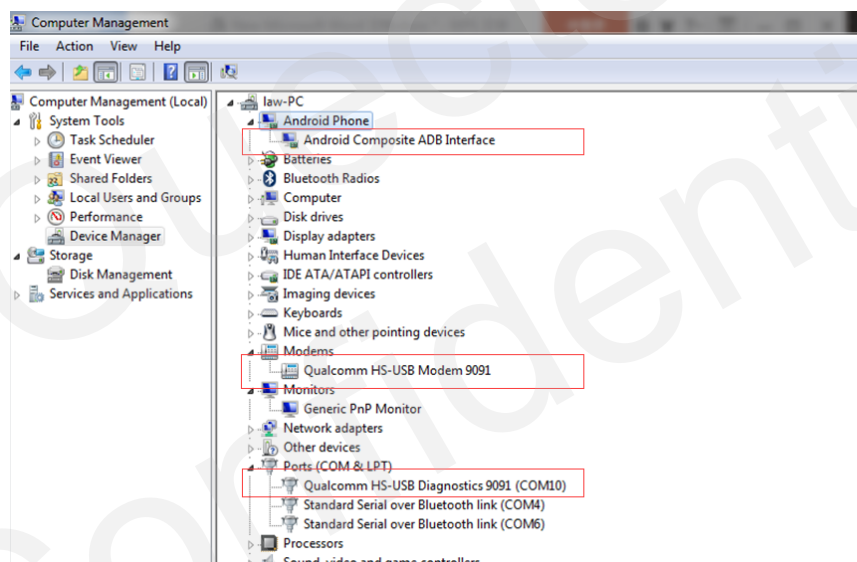 Computer Management
File Action View Help
Computer Management (Local)
System Tools
Task Scheduler
Event Viewer
Shared Folders
Local Users and Groups
Performance
Device Manager
Storage
Disk Management
Services and Applications
law-PC
Android Phone
Android Composite ADB Interface
Batteries
Bluetooth Radios
Computer
Disk drives
Display adapters
Human Interface Devices
IDE ATA/ATAPI controllers
Imaging devices
Keyboards
Mice and other pointing devices
Modems
Qualcomm HS-USB Modem 9091
Monitors
Generic PnP Monitor
Network adapters
Other devices
Ports (COM & LPT)
Qualcomm HS-USB Diagnostics 9091 (COM10)
Standard Serial over Bluetooth link (COM4)
Standard Serial over Bluetooth link (COM6)
Processors
Sound, video and game controllers